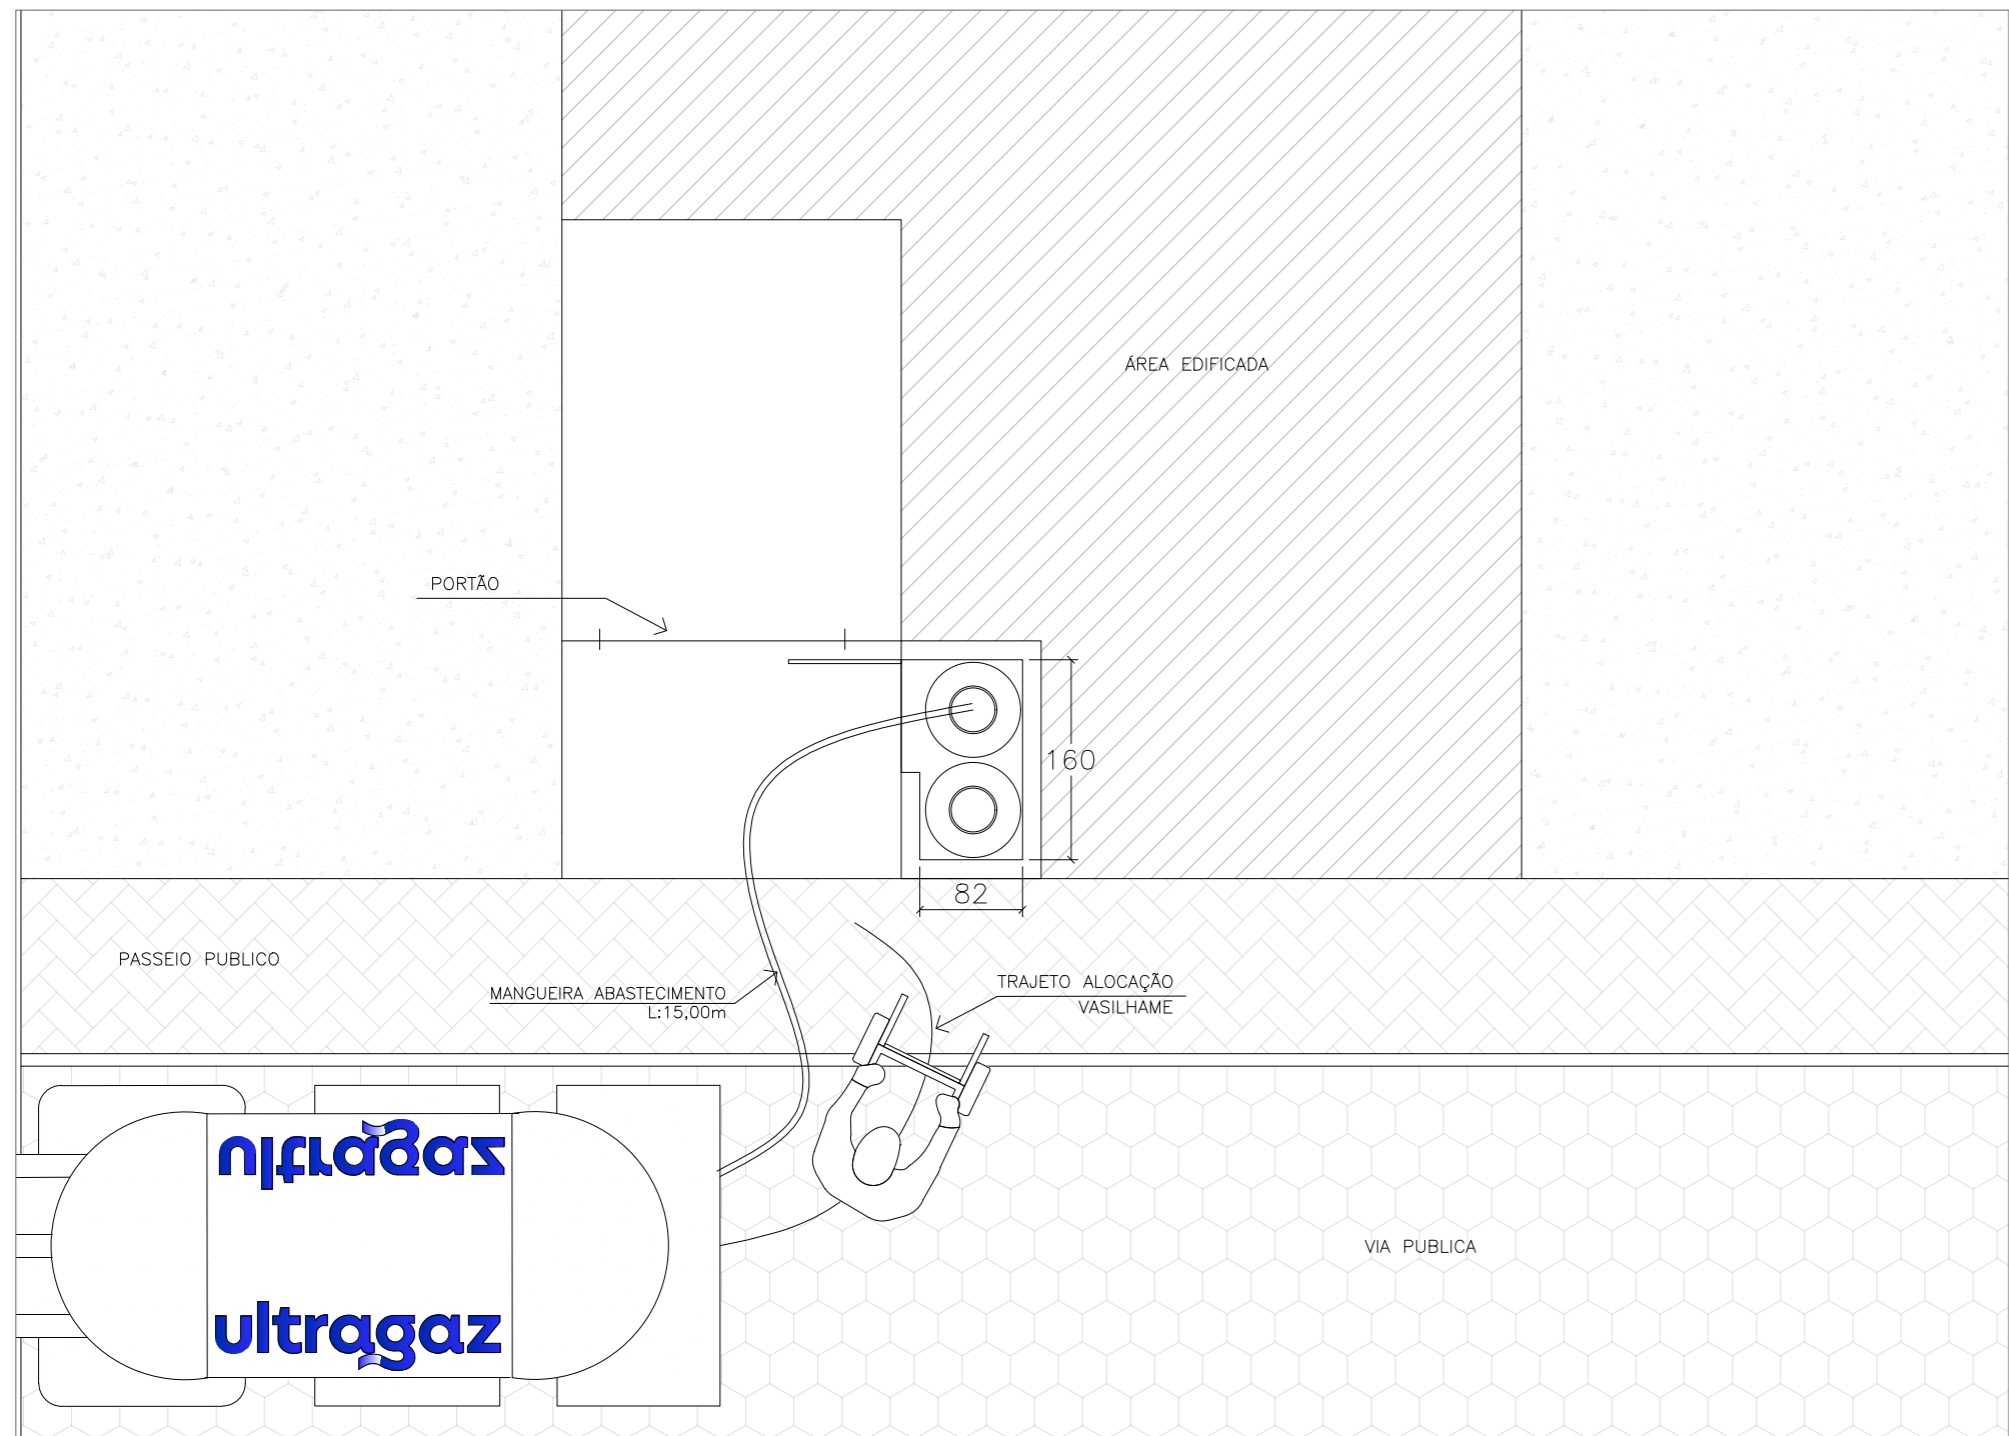 ÁREA EDIFICADA
PORTÃO
160
82
PASSEIO PUBLICO
MANGUEIRA ABASTECIMENTO
L:15,00m
TRAJETO ALOCAÇÃO
VASILHAME
ultragaz
VIA PUBLICA
ultragaz